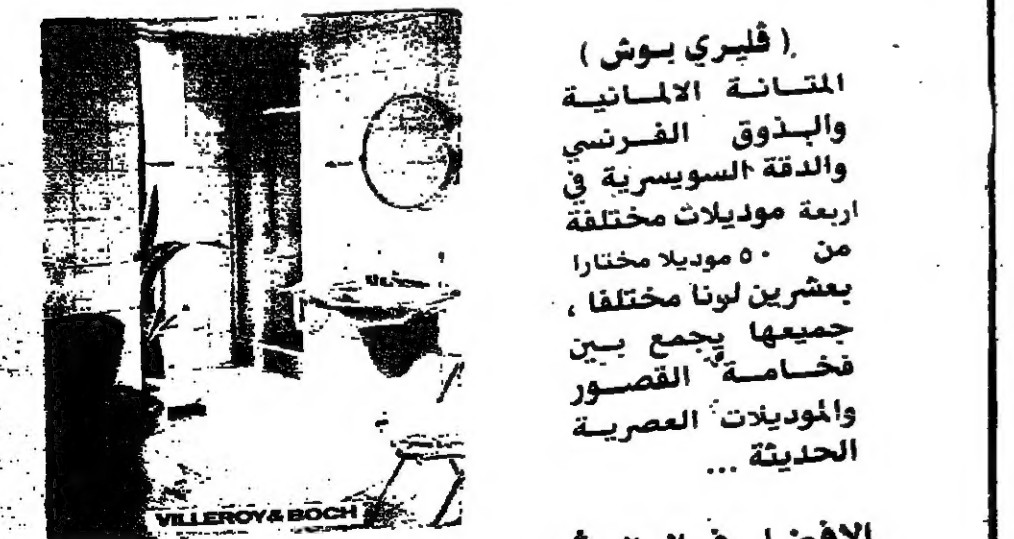 ( ڤليري بوش )
المتانة الالمانية
والبذوق الفرنسي
والدقة السويسرية في
اربعة موديلات مختلفة
من ٥٠ موديلا مختارا
بعشرين لونا مختلفا ،
جميعها يجمع بين
فخامة القصور
والموديلات العصرية
الحديثة ...
VILLEROY & BOCH